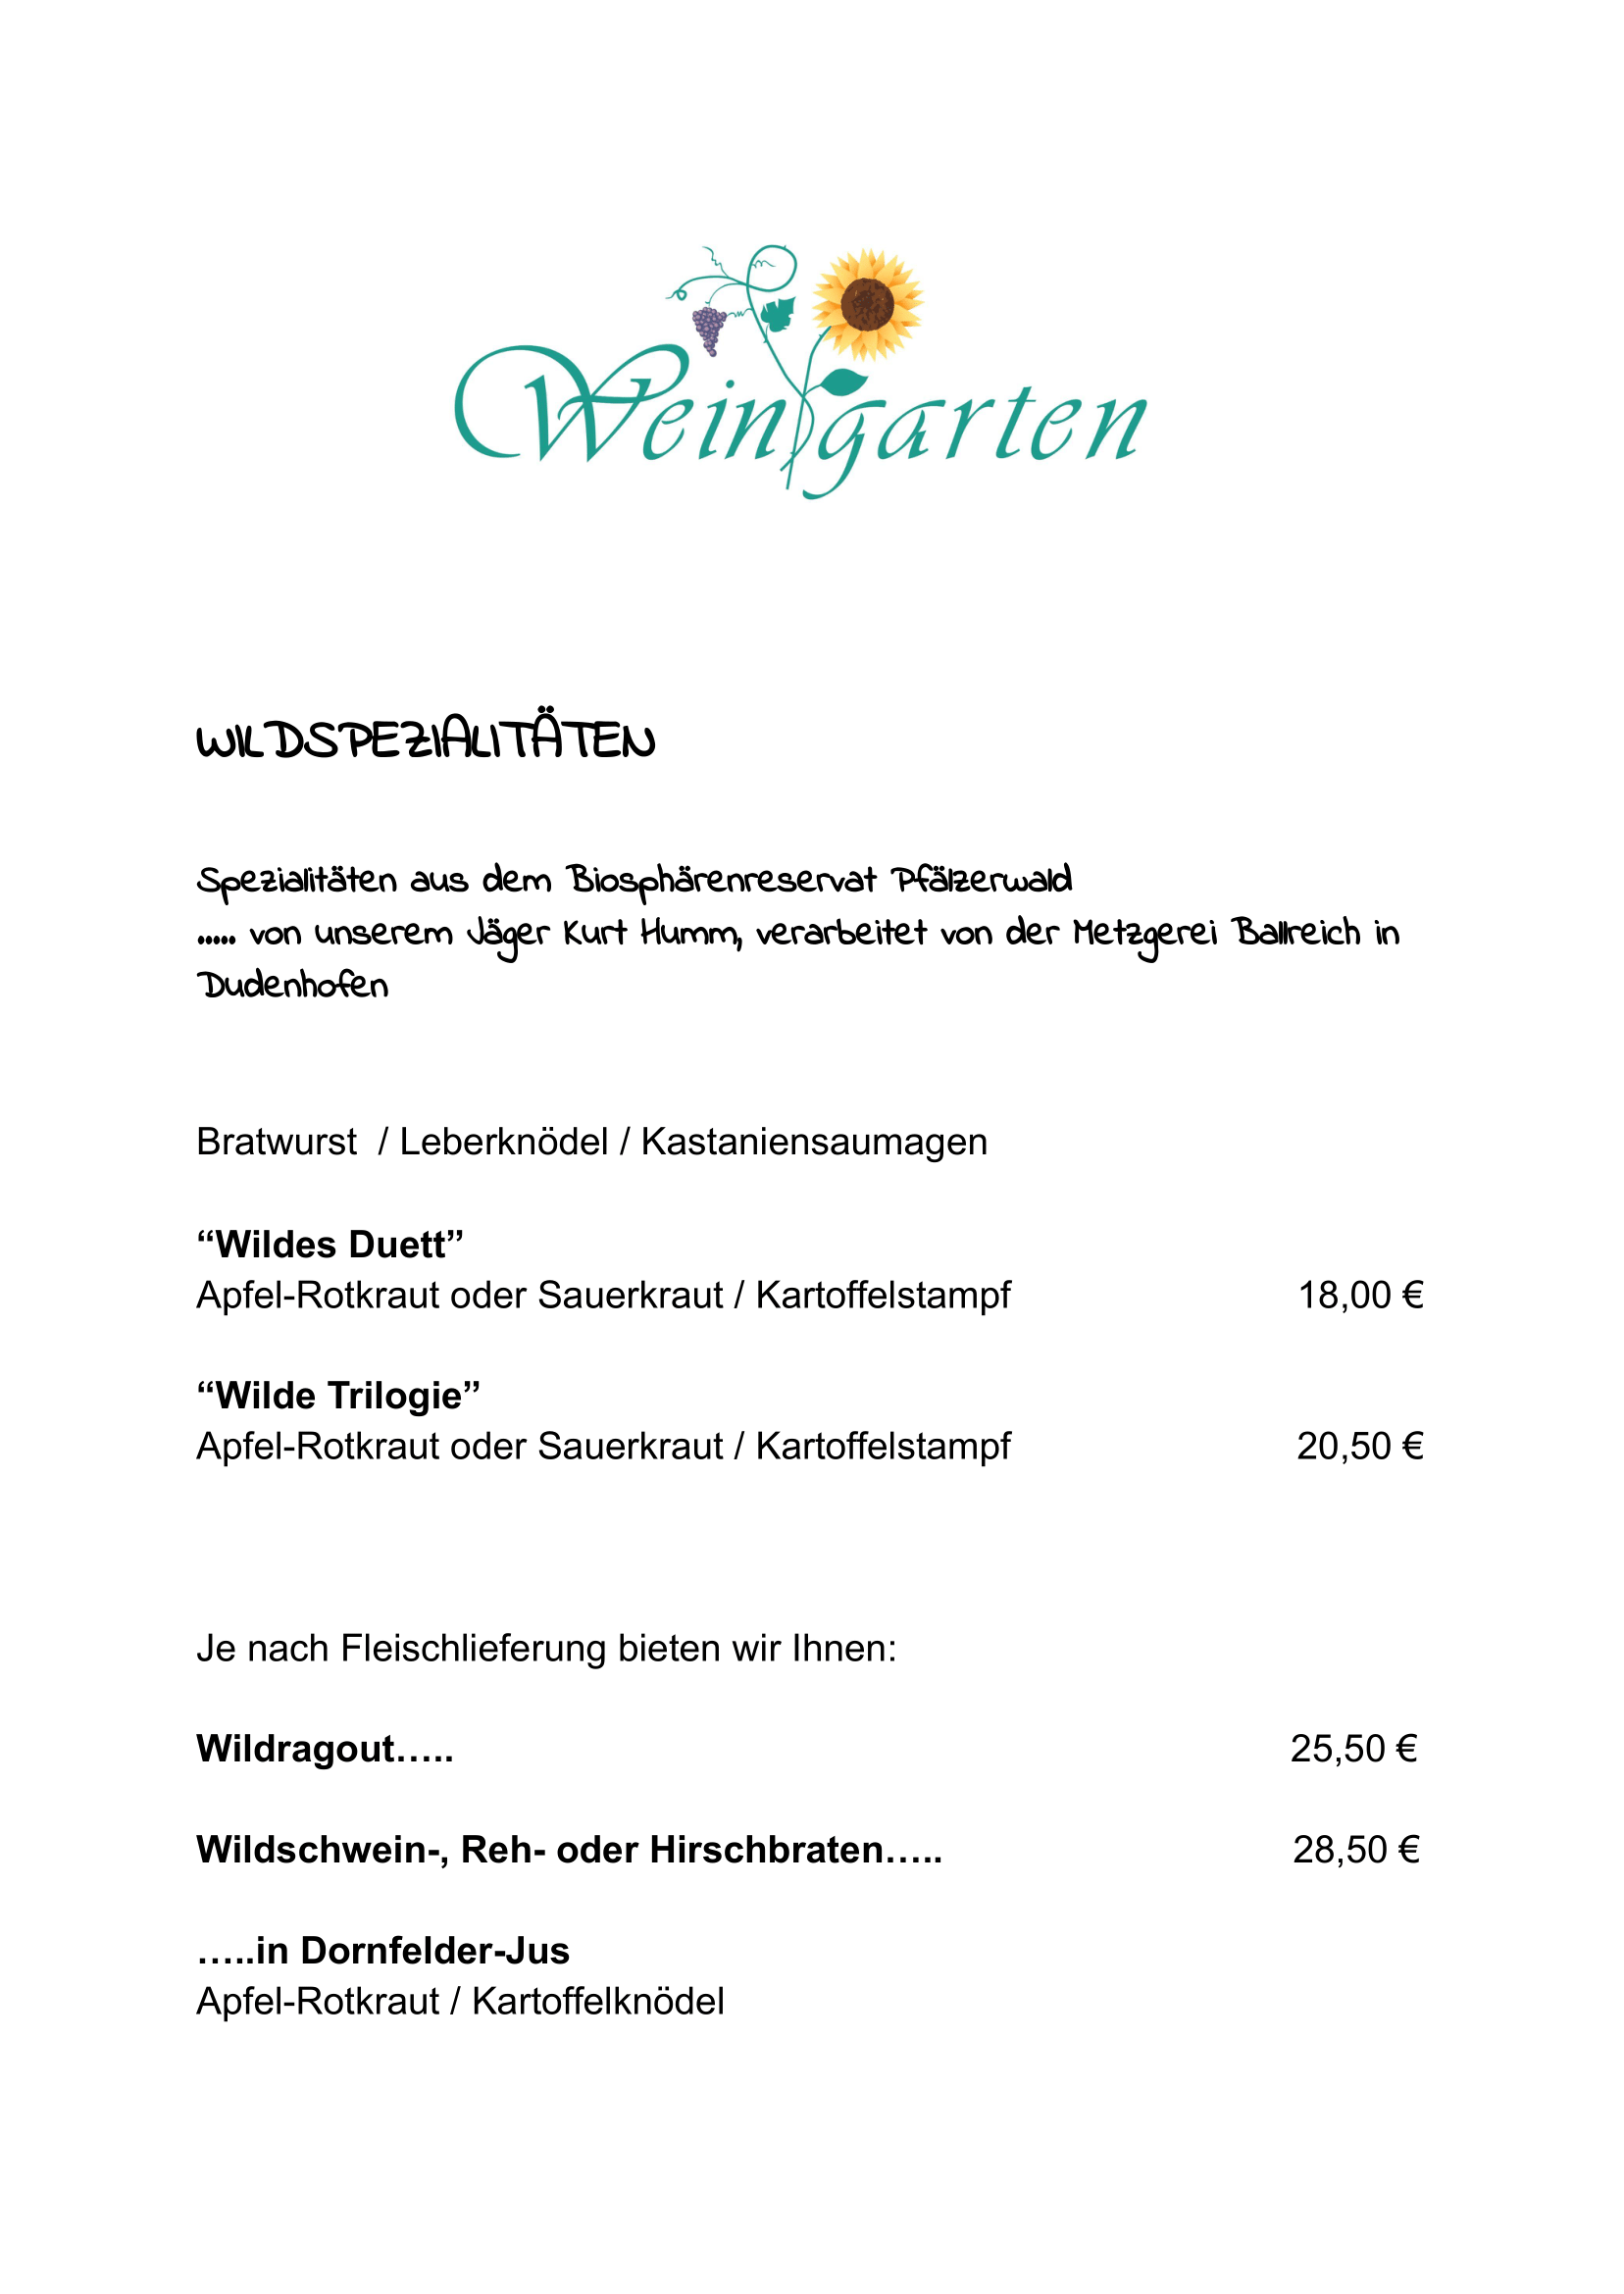 Weingarten
WILDSPEZIALITÄTEN
Spezialitäten aus dem Biosphärenreservat Pfälzerwald
..... von unserem Jäger Kurt Humm, verarbeitet von der Metzgerei Ballreich in
Dudenhofen
Bratwurst  / Leberknödel / Kastaniensaumagen
“Wildes Duett”
Apfel-Rotkraut oder Sauerkraut / Kartoffelstampf 18,00 €
“Wilde Trilogie”
Apfel-Rotkraut oder Sauerkraut / Kartoffelstampf 20,50 €
Je nach Fleischlieferung bieten wir Ihnen:
Wildragout….. 25,50 €
Wildschwein-, Reh- oder Hirschbraten….. 28,50 €
…..in Dornfelder-Jus
Apfel-Rotkraut / Kartoffelknödel